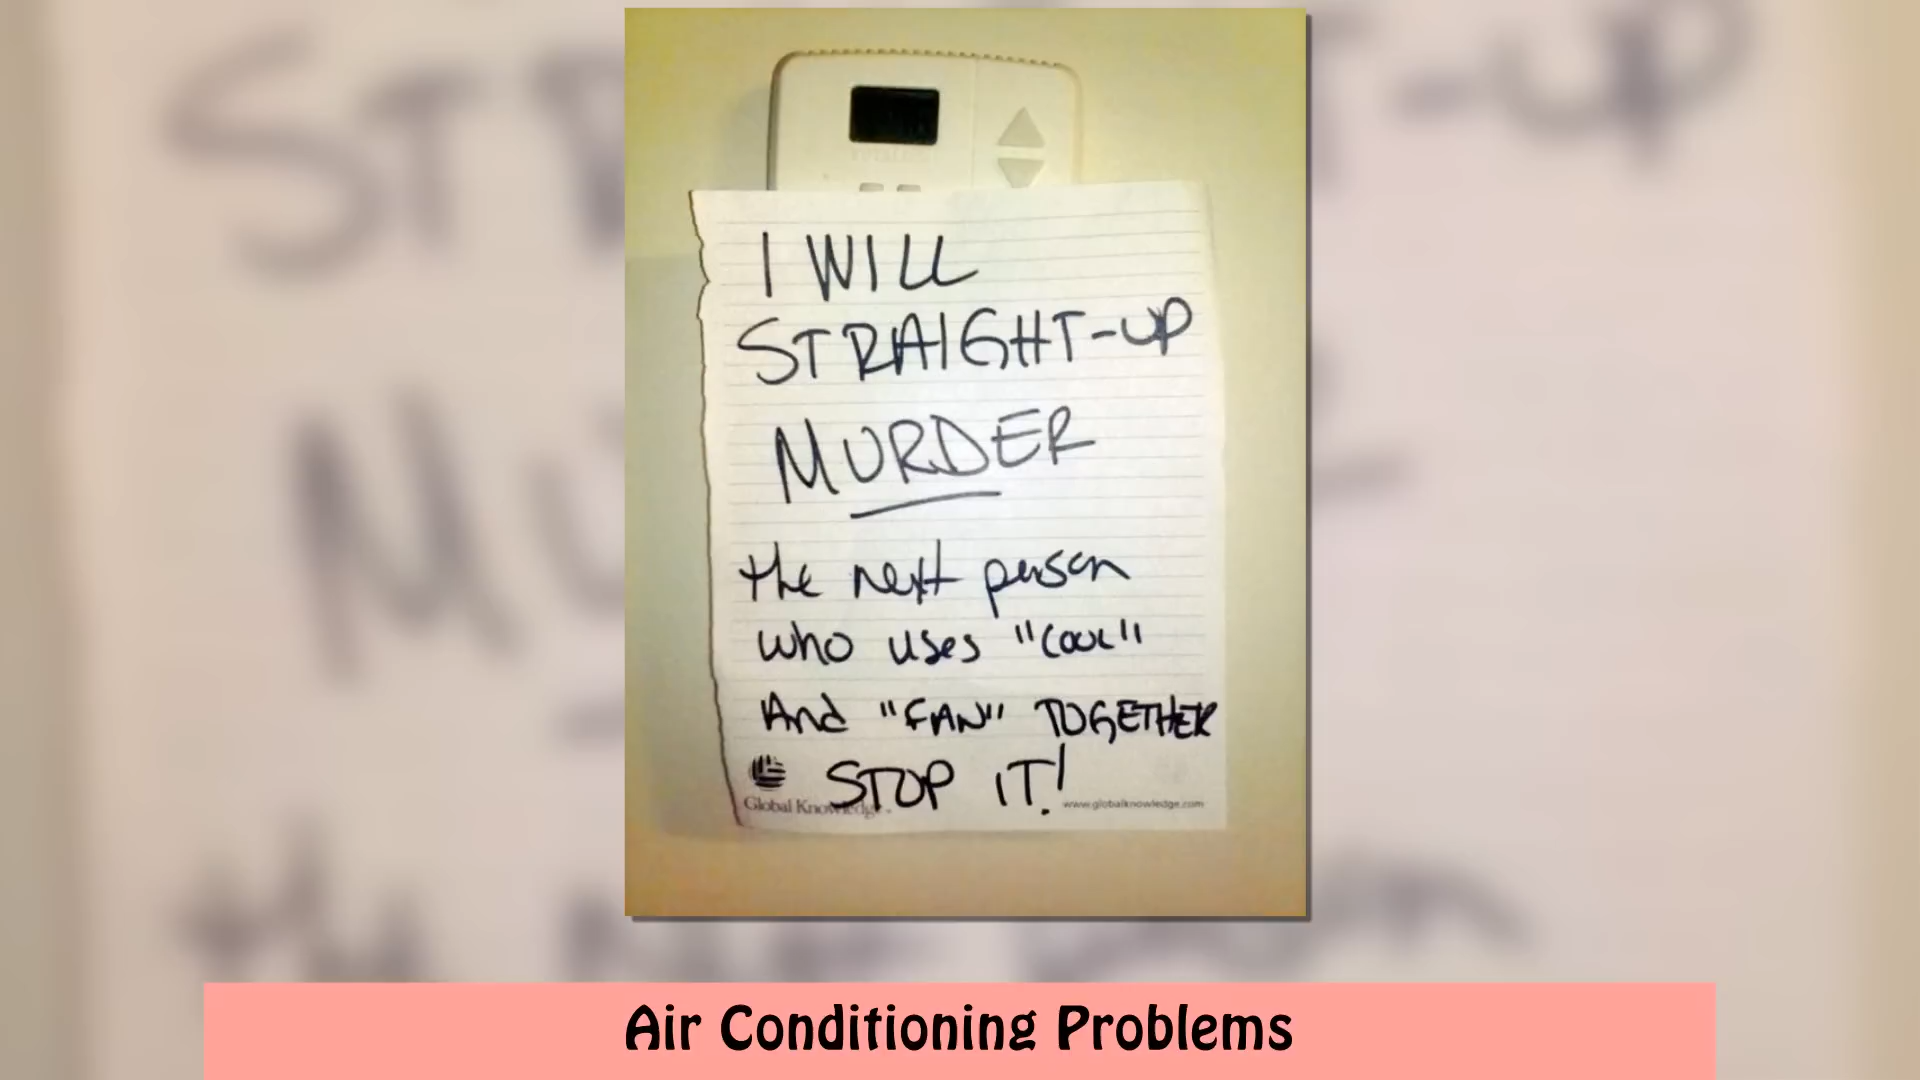 I WILL
STRAIGHT-UP
MURDER
the next person
who uses "COOL"
And "FAN" TOGETHER
STOP IT!
Global Knowledge
www.globalknowledge.com
Air Conditioning Problems